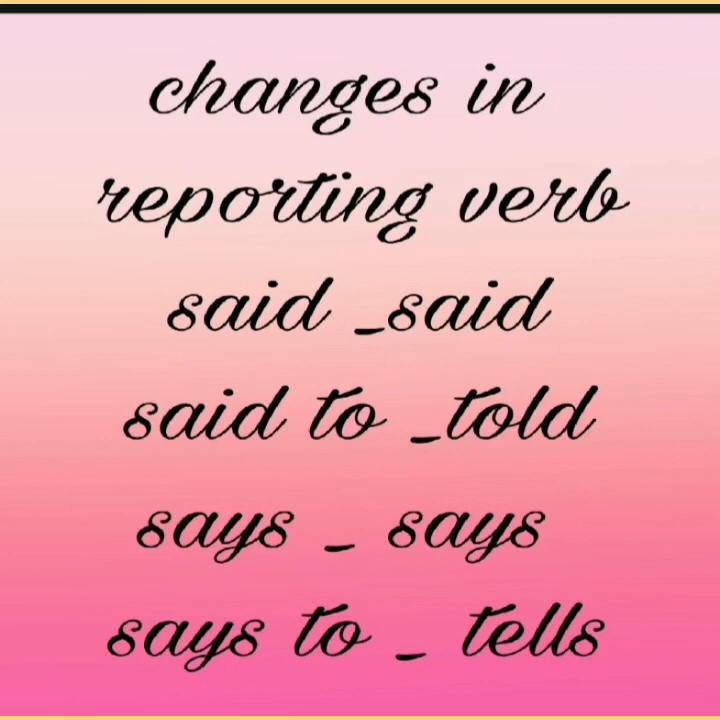 changes in
reporting verb
said _said
said to _told
says _ says
says to _ tells